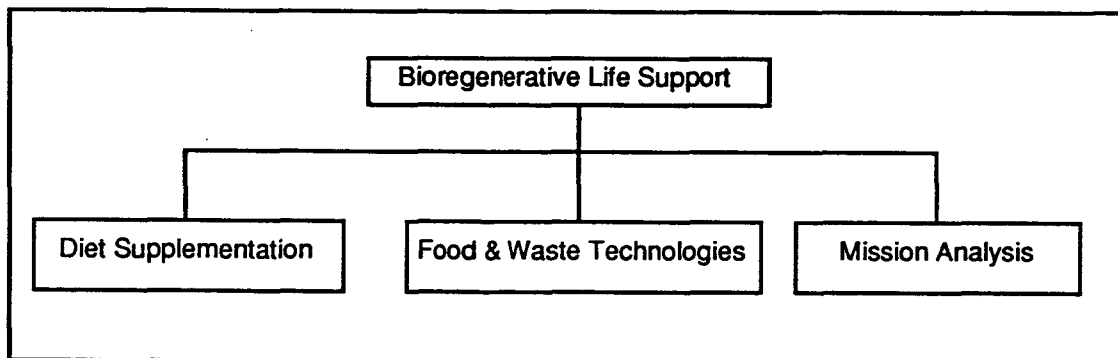 Bioregenerative Life Support
Diet Supplementation
Food & Waste Technologies
Mission Analysis